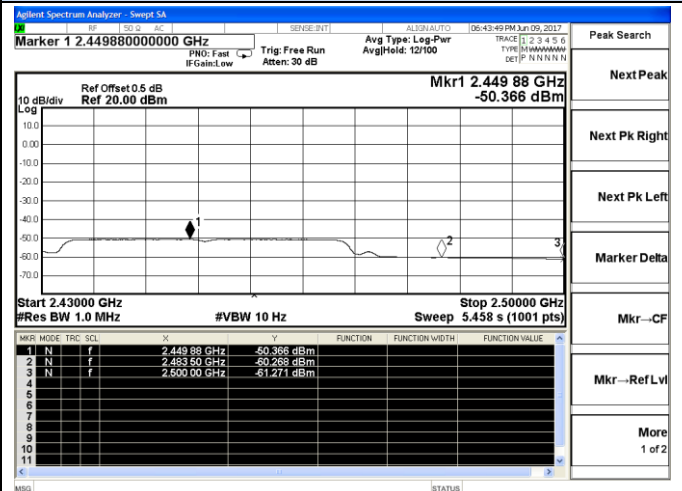 Agilent Spectrum Analyzer - Swept SA
RF 50 Ω AC SENSE:INT ALIGN AUTO 06:43:49 PM Jun 09, 2017
Marker 1 2.449880000000 GHz
PNO: Fast
IFGain:Low
Trig: Free Run
Atten: 30 dB
Avg Type: Log-Pwr
Avg|Hold: 12/100
TRACE 1 2 3 4 5 6
TYPE MWWWWW
DET P N N N N N
Peak Search
Next Peak
Next Pk Right
Next Pk Left
Marker Delta
Mkr→CF
Mkr→Ref Lvl
More
1 of 2
Ref Offset 0.5 dB
10 dB/div Ref 20.00 dBm
Log
Mkr1 2.449 88 GHz
-50.366 dBm
10.0
0.00
-10.0
-20.0
-30.0
-40.0
-50.0
-60.0
-70.0
1
2
3
Start 2.43000 GHz Stop 2.50000 GHz
#Res BW 1.0 MHz #VBW 10 Hz Sweep 5.458 s (1001 pts)
MKR MODE TRC SCL X Y FUNCTION FUNCTION WIDTH FUNCTION VALUE
1 N f 2.449 88 GHz -50.366 dBm
2 N f 2.483 50 GHz -60.268 dBm
3 N f 2.500 00 GHz -61.271 dBm
4
5
6
7
8
9
10
11
MSG STATUS